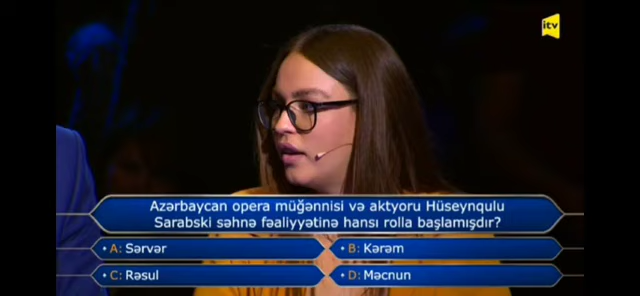 itv
Azərbaycan opera müğənnisi və aktyoru Hüseynqulu
Sarabski səhnə fəaliyyətinə hansı rolla başlamışdır?
• A: Sərvər
• B: Kərəm
• C: Rəsul
• D: Məcnun